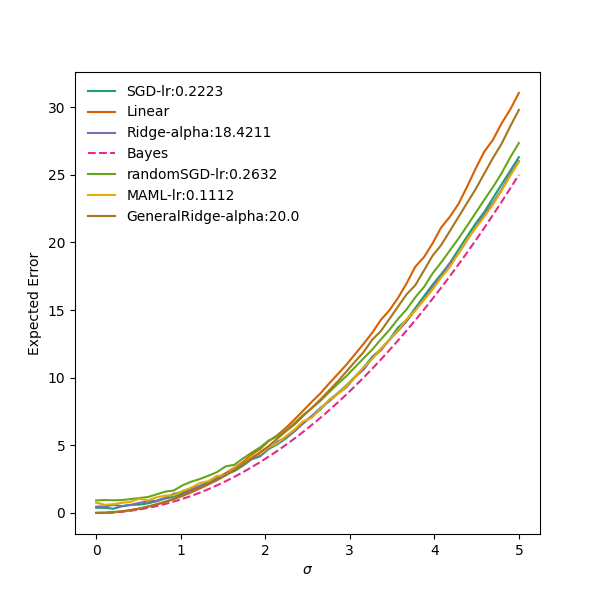 SGD-lr:0.2223
Linear
Ridge-alpha:18.4211
Bayes
randomSGD-lr:0.2632
MAML-lr:0.1112
GeneralRidge-alpha:20.0
30
25
20
15
10
5
0
Expected Error
0 1 2 3 4 5
σ